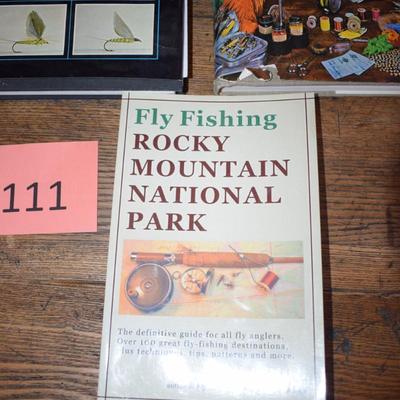 111
Fly Fishing
ROCKY
MOUNTAIN
NATIONAL
PARK
The definitive guide for all fly anglers.
Over 100 great fly-fishing destinations,
plus techniques, tips, patterns and more.